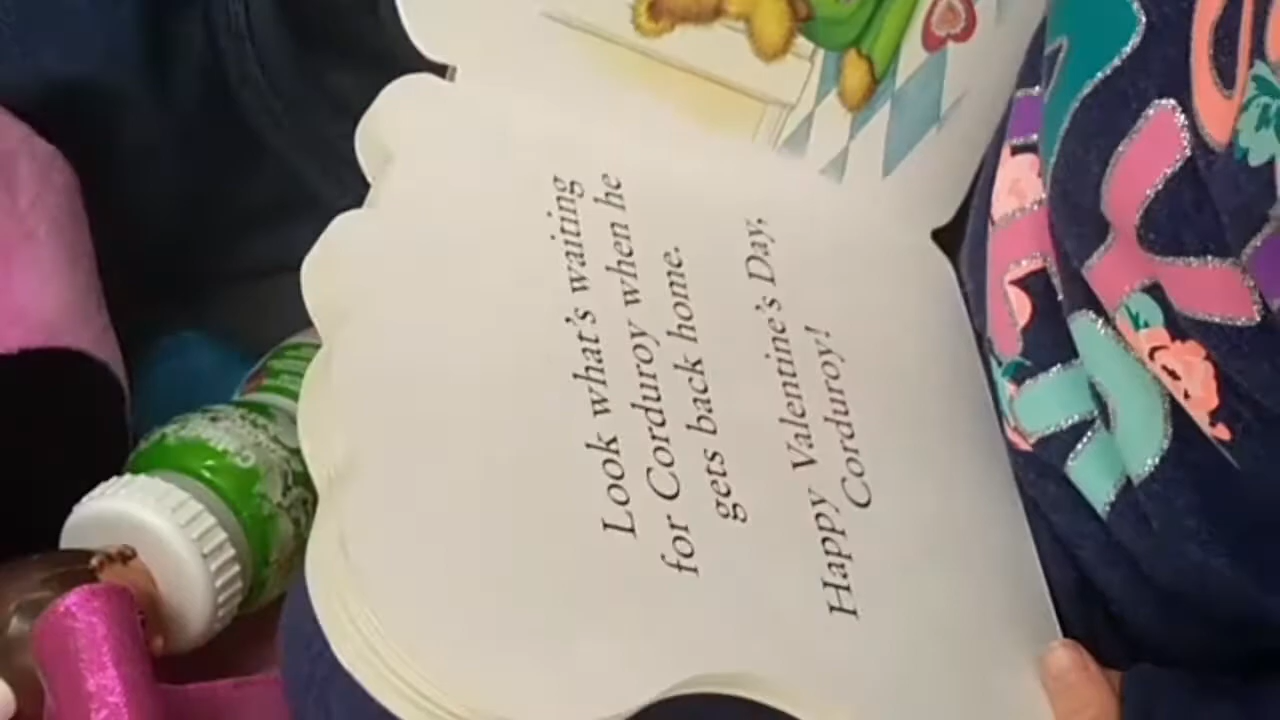 Look what's waiting
for Corduroy when he
gets back home.
Happy Valentine's Day,
Corduroy!